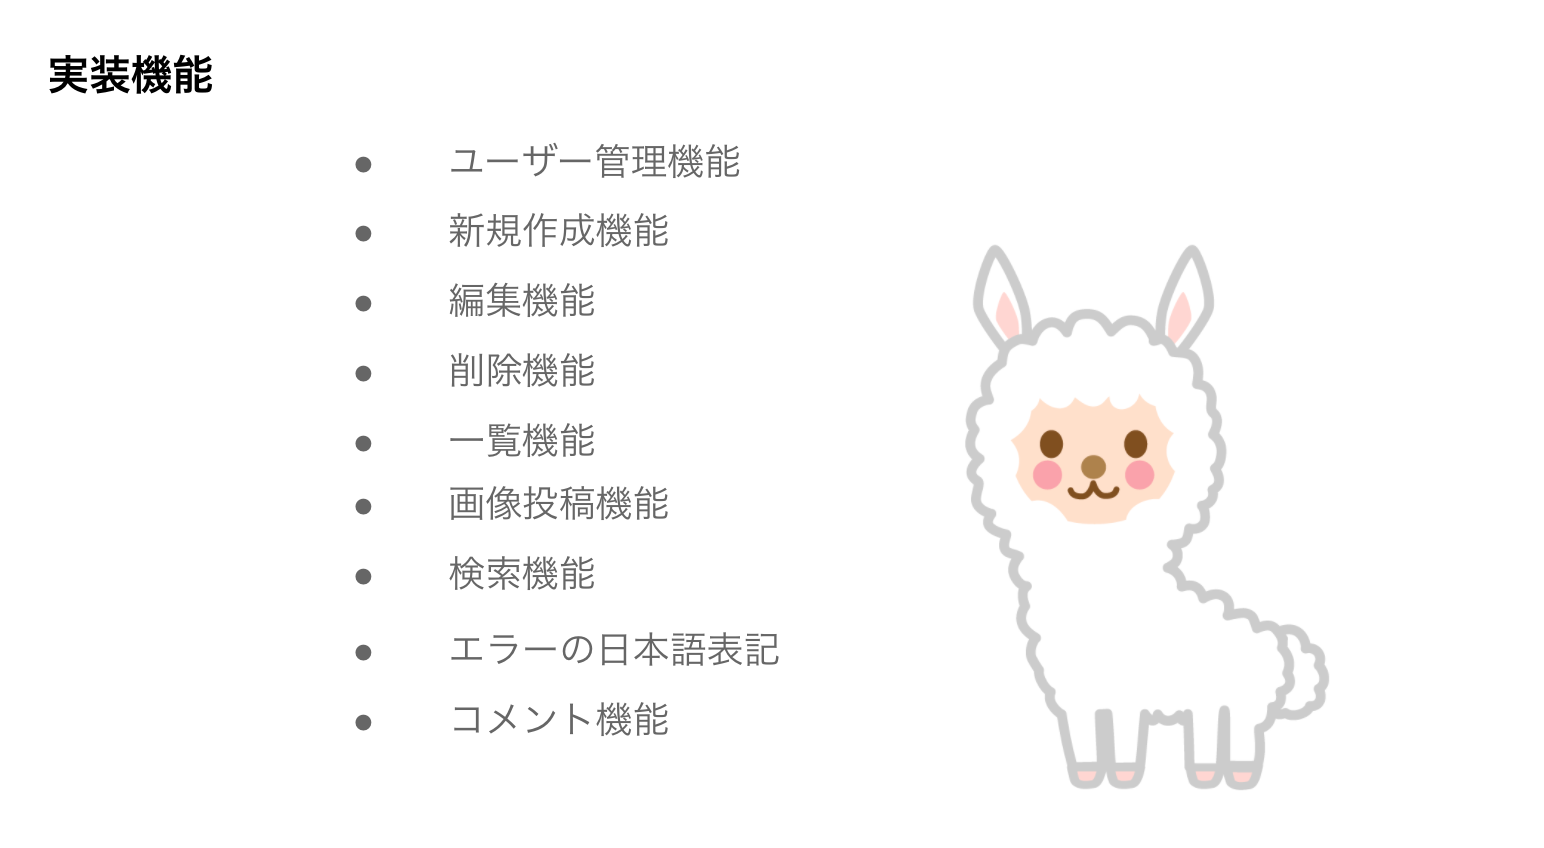 実装機能
● ユーザー管理機能
● 新規作成機能
● 編集機能
● 削除機能
● 一覧機能
● 画像投稿機能
● 検索機能
● エラーの日本語表記
● コメント機能